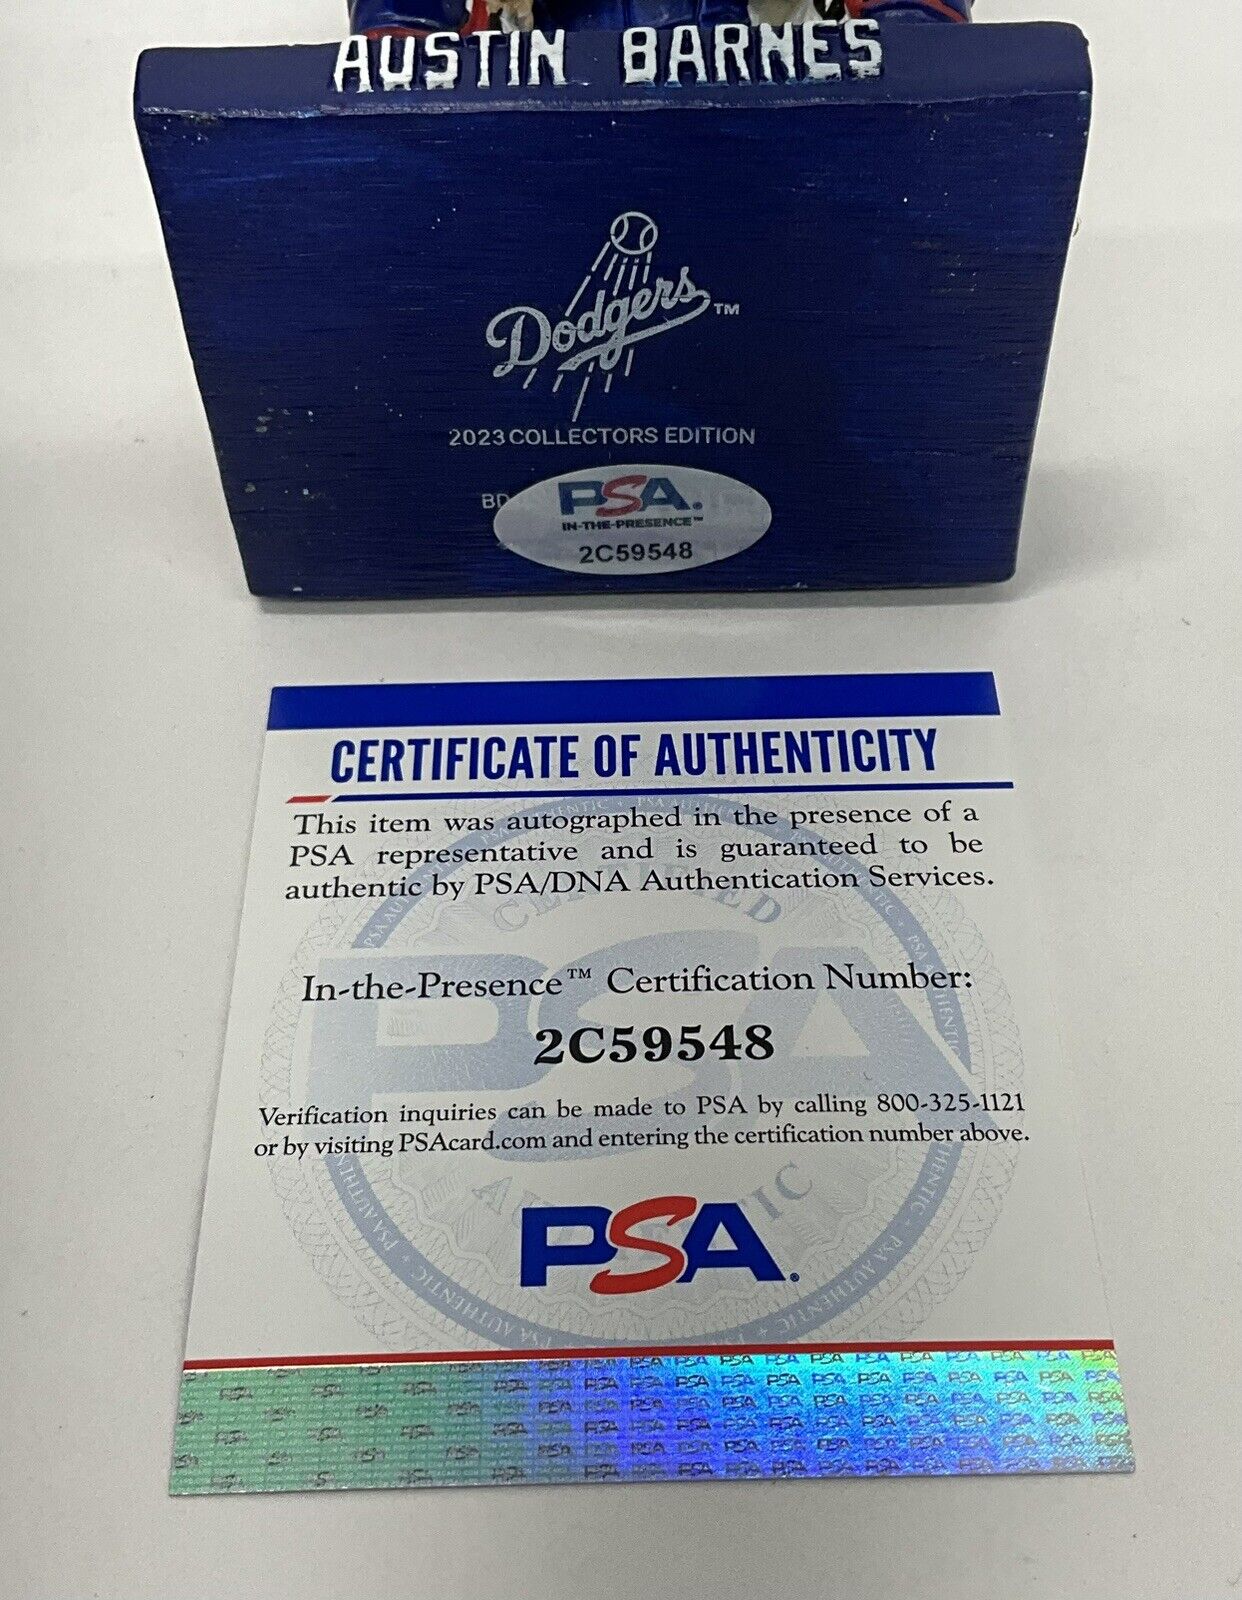 AUSTIN BARNES
Dodgers™
2023 COLLECTORS EDITION
BD
PSA®
IN-THE-PRESENCE™
2C59548
CERTIFICATE OF AUTHENTICITY
This item was autographed in the presence of a
PSA representative and is guaranteed to be
authentic by PSA/DNA Authentication Services.
In-the-Presence™ Certification Number:
2C59548
Verification inquiries can be made to PSA by calling 800-325-1121
or by visiting PSAcard.com and entering the certification number above.
PSA®